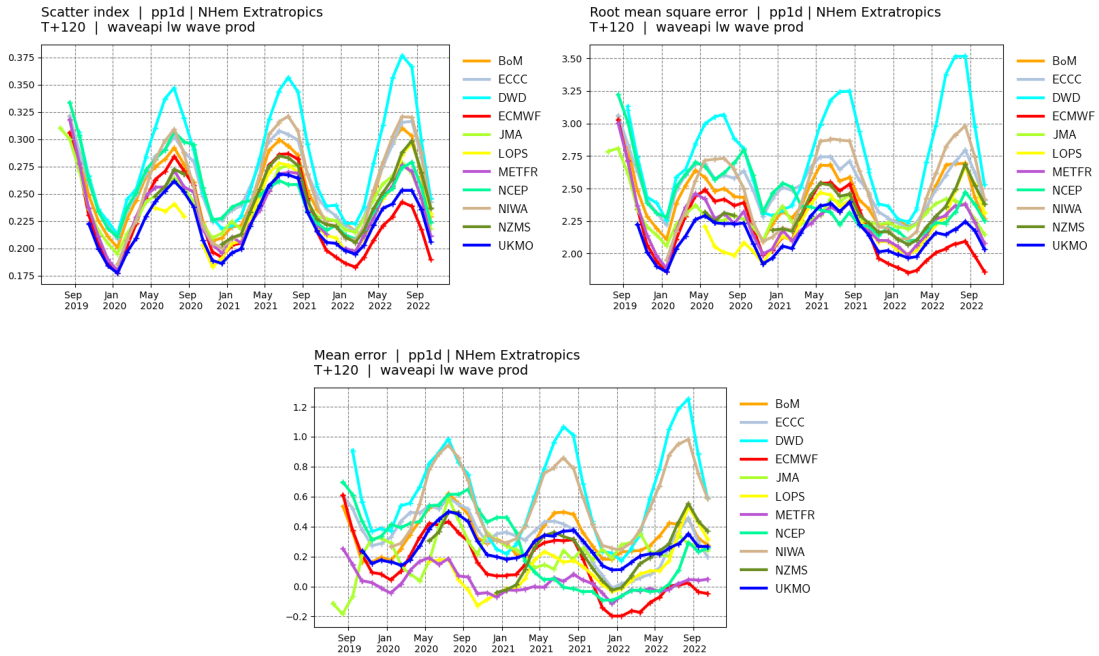 Scatter index | pp1d | NHem Extratropics
T+120 | waveapi lw wave prod
0.375
0.350
0.325
0.300
0.275
0.250
0.225
0.200
0.175
Sep 2019
Jan 2020
May 2020
Sep 2020
Jan 2021
May 2021
Sep 2021
Jan 2022
May 2022
Sep 2022
BoM
ECCC
DWD
ECMWF
JMA
LOPS
METFR
NCEP
NIWA
NZMS
UKMO
Root mean square error | pp1d | NHem Extratropics
T+120 | waveapi lw wave prod
3.50
3.25
3.00
2.75
2.50
2.25
2.00
Sep 2019
Jan 2020
May 2020
Sep 2020
Jan 2021
May 2021
Sep 2021
Jan 2022
May 2022
Sep 2022
BoM
ECCC
DWD
ECMWF
JMA
LOPS
METFR
NCEP
NIWA
NZMS
UKMO
Mean error | pp1d | NHem Extratropics
T+120 | waveapi lw wave prod
1.2
1.0
0.8
0.6
0.4
0.2
0.0
−0.2
Sep 2019
Jan 2020
May 2020
Sep 2020
Jan 2021
May 2021
Sep 2021
Jan 2022
May 2022
Sep 2022
BoM
ECCC
DWD
ECMWF
JMA
LOPS
METFR
NCEP
NIWA
NZMS
UKMO